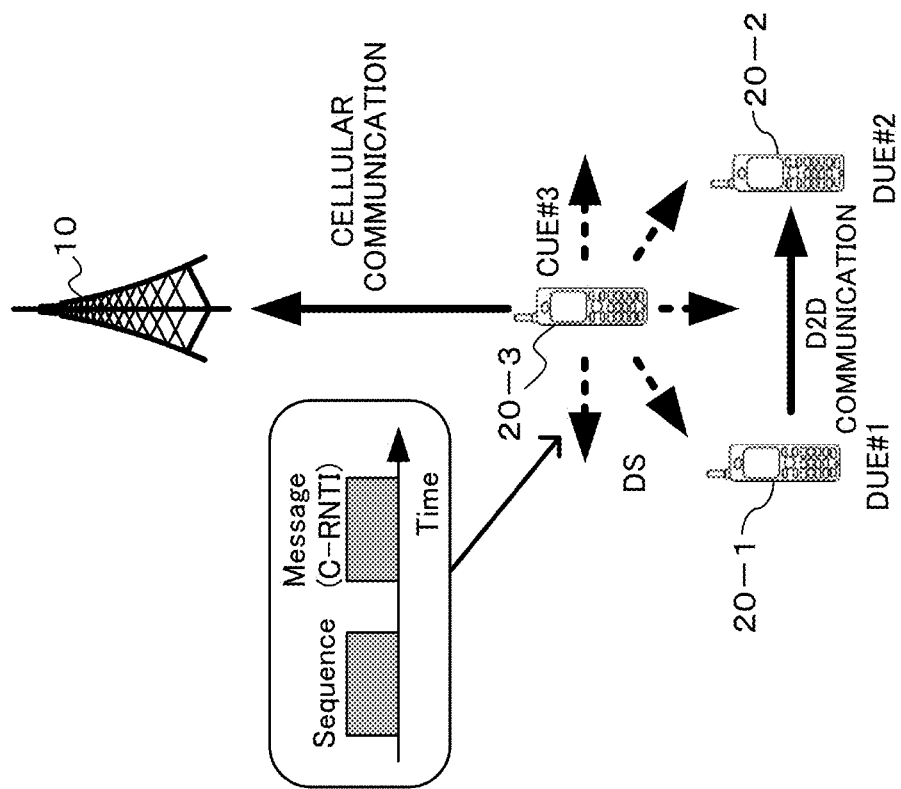 10
CELLULAR
COMMUNICATION
CUE#3
20-3
Sequence
Message
(C-RNTI)
Time
DS
20-1
DUE#1
D2D
COMMUNICATION
20-2
DUE#2